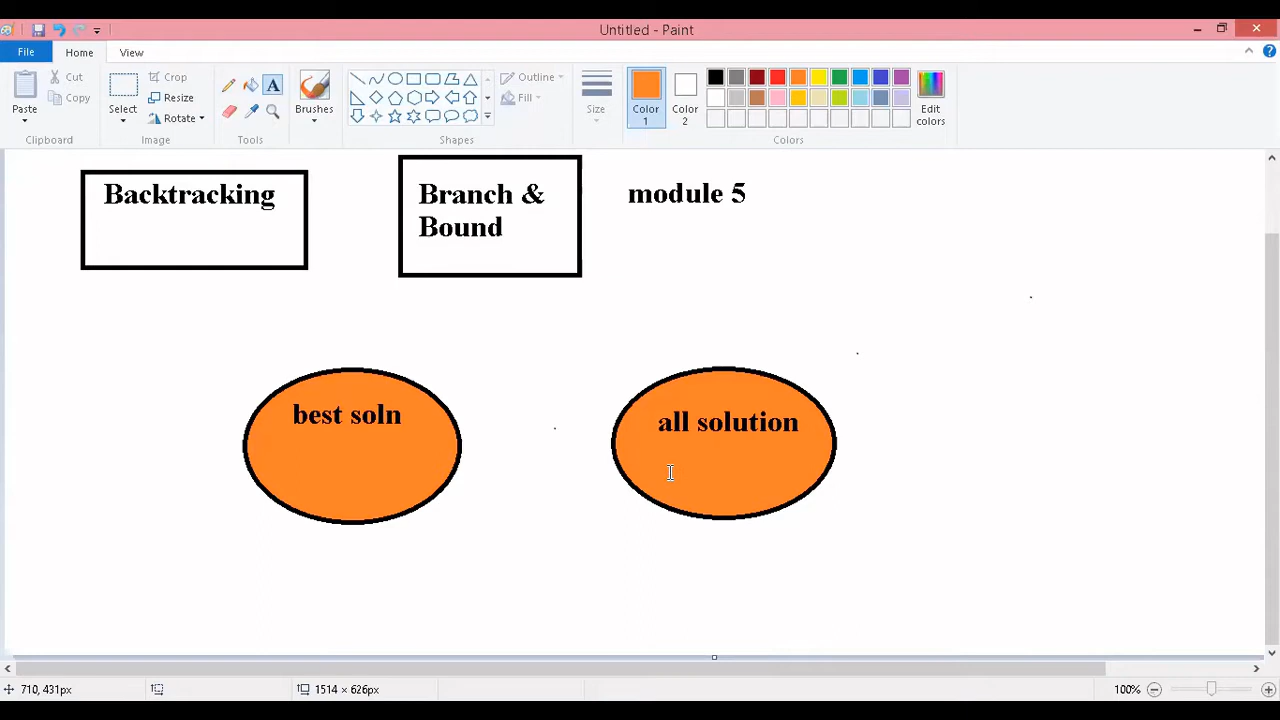 Untitled - Paint
File
Home
View
Paste
Cut
Copy
Clipboard
Select
Crop
Resize
Rotate
Image
A
Tools
Brushes
Outline
Fill
Shapes
Size
Color
1
Color
2
Edit
colors
Colors
Backtracking
Branch &
Bound
module 5
best soln
all solution
710, 431px
1514 × 626px
100%